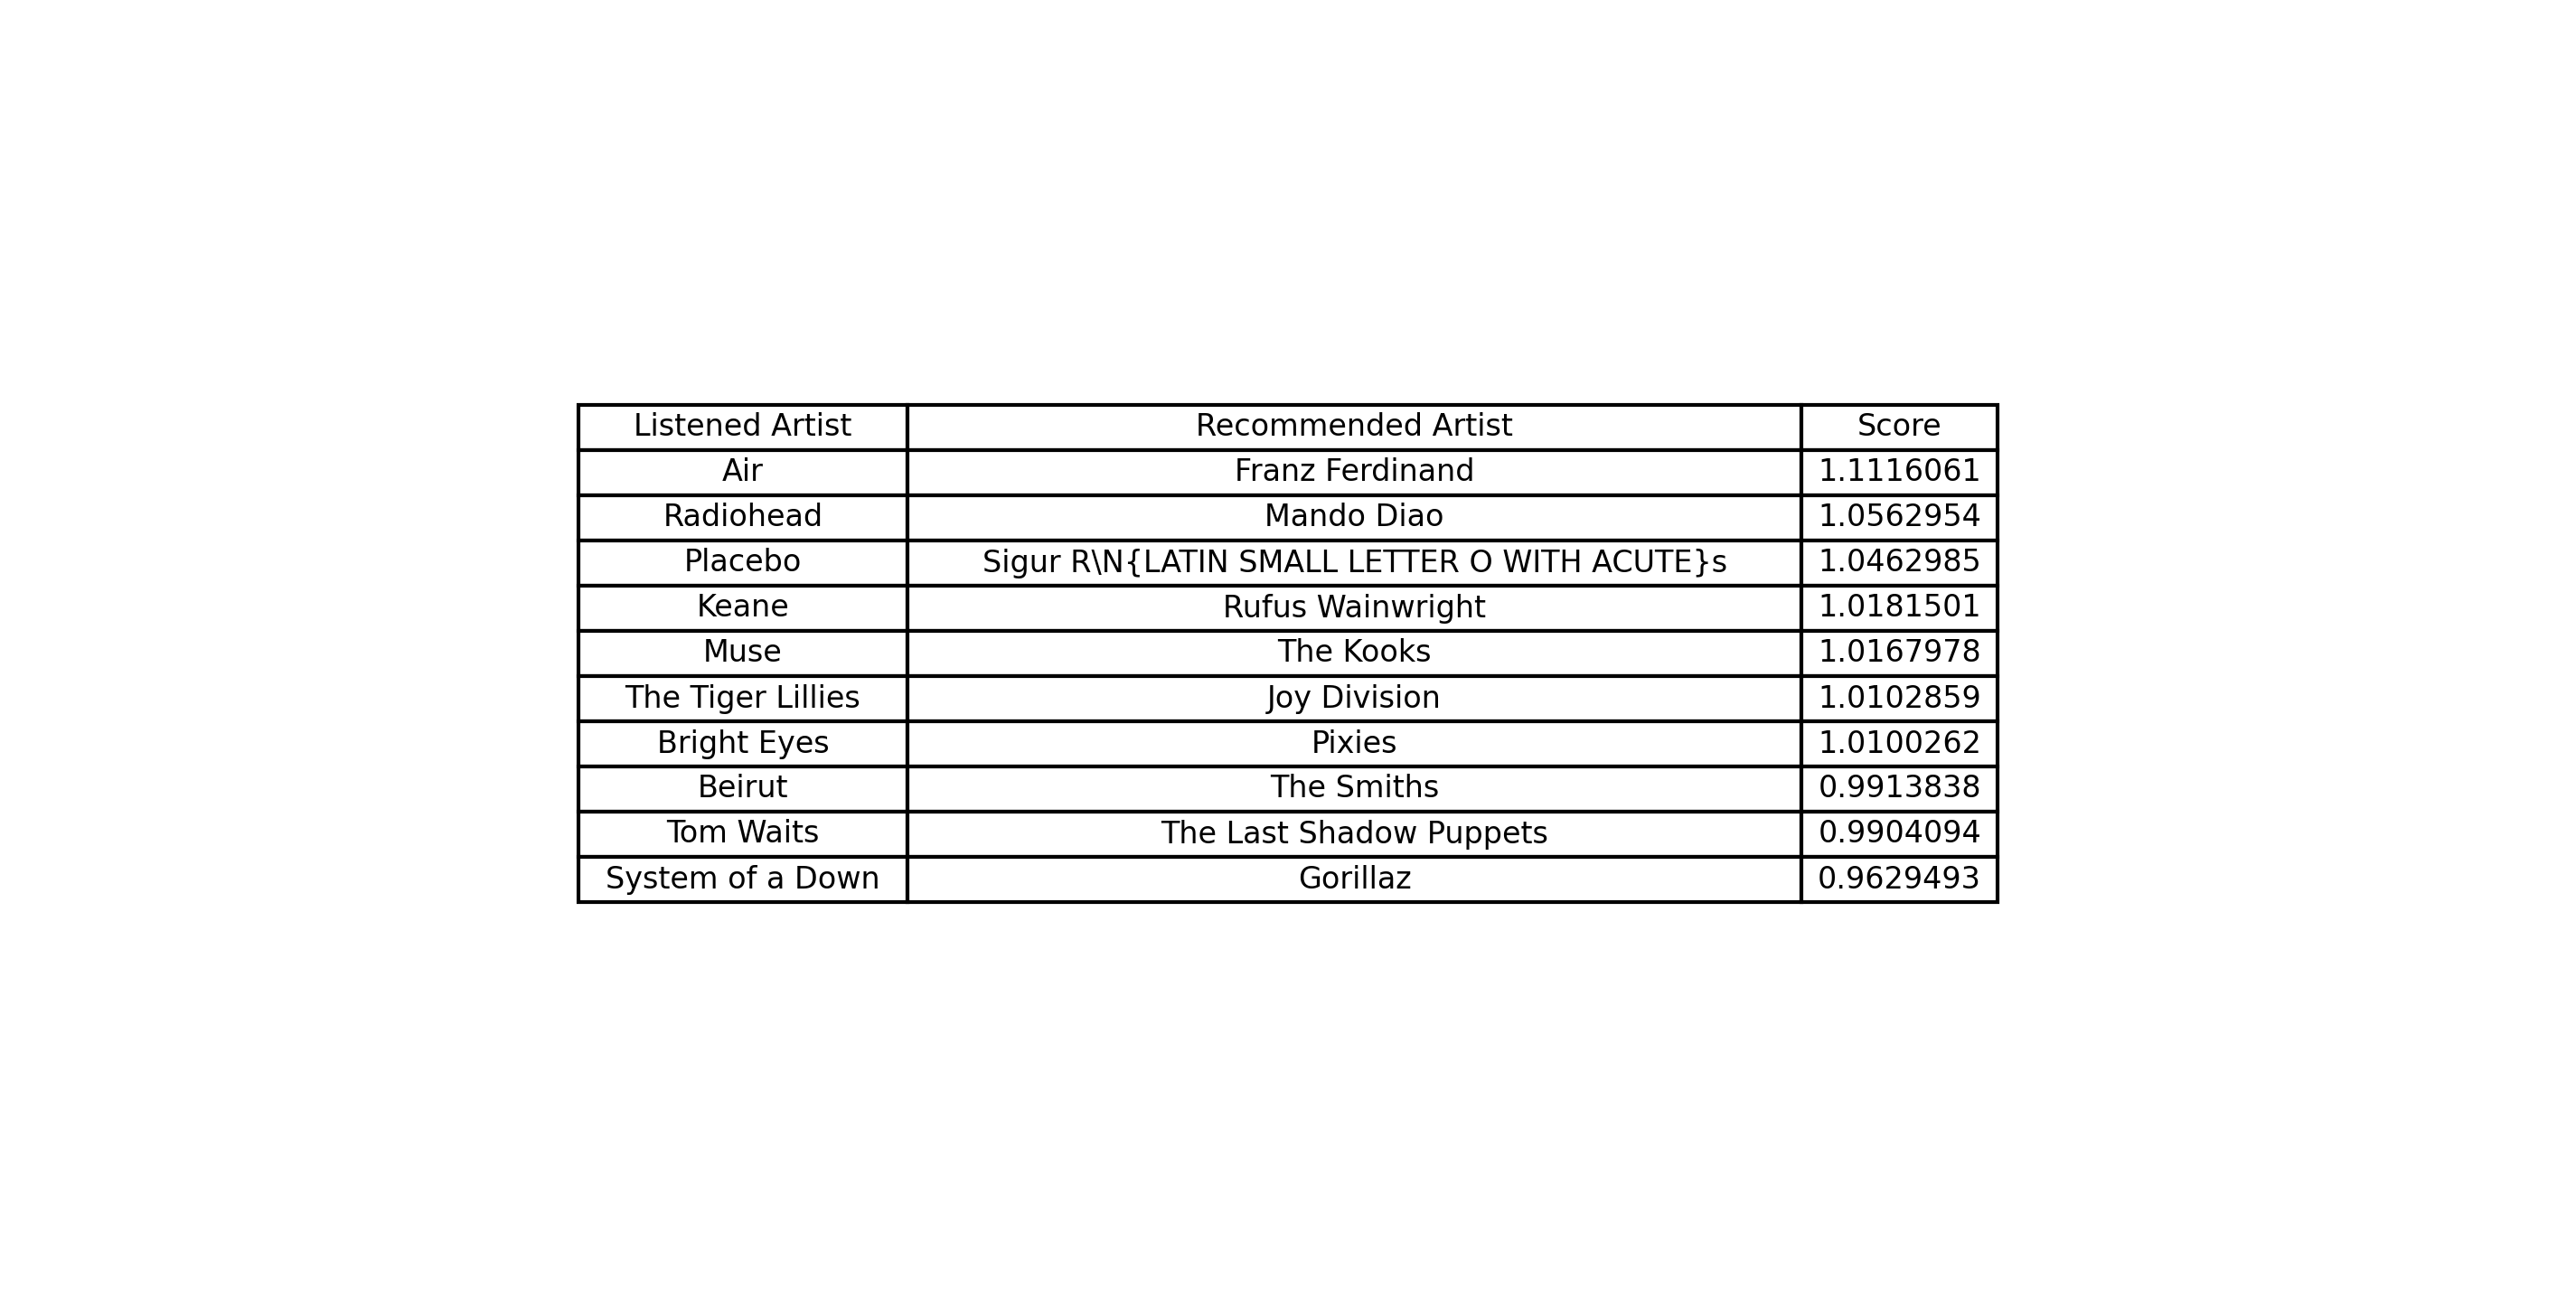 Listened Artist Recommended Artist Score
Air Franz Ferdinand 1.1116061
Radiohead Mando Diao 1.0562954
Placebo Sigur R\N{LATIN SMALL LETTER O WITH ACUTE}s 1.0462985
Keane Rufus Wainwright 1.0181501
Muse The Kooks 1.0167978
The Tiger Lillies Joy Division 1.0102859
Bright Eyes Pixies 1.0100262
Beirut The Smiths 0.9913838
Tom Waits The Last Shadow Puppets 0.9904094
System of a Down Gorillaz 0.9629493